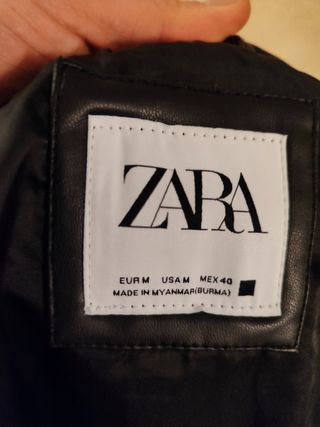 ZARA
EUR M USA M MEX 40
MADE IN MYANMAR(BURMA)